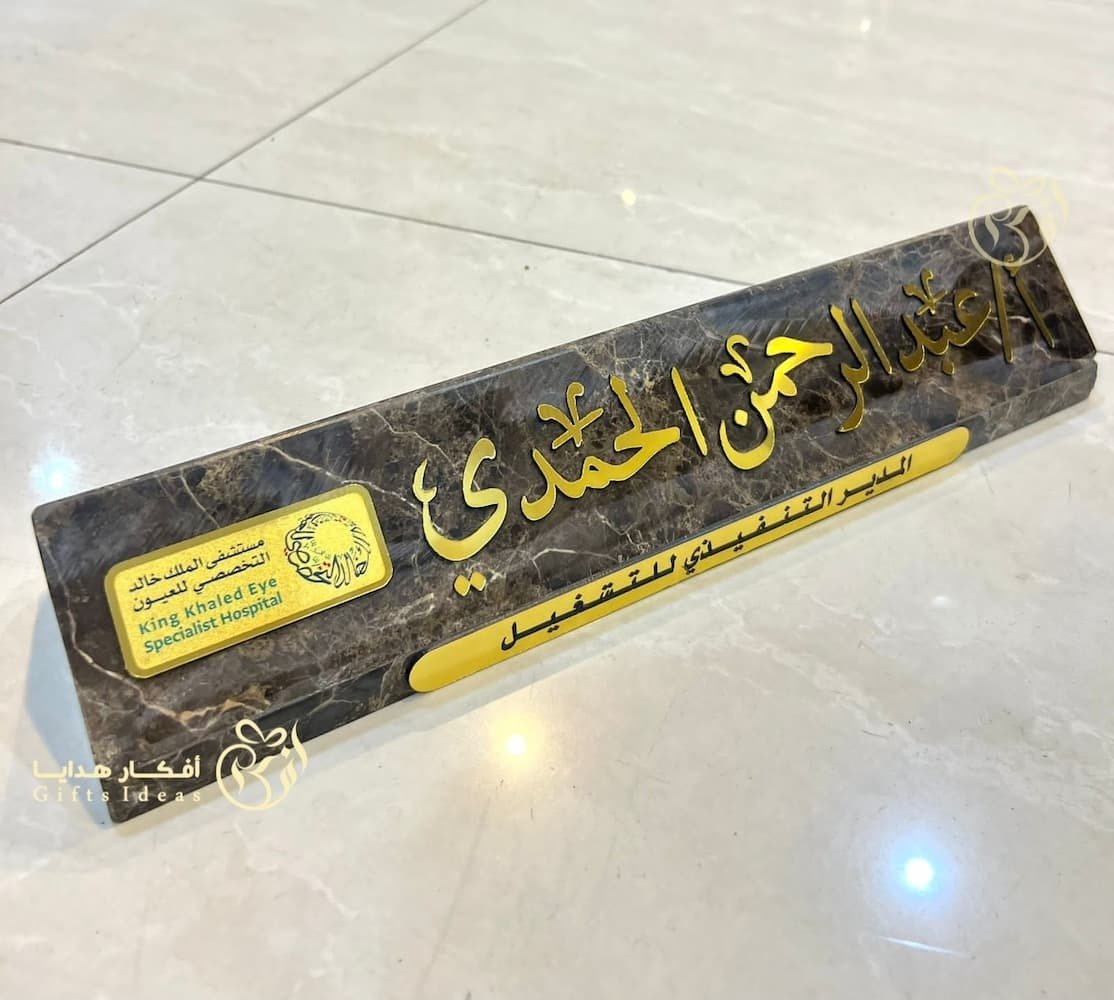 أ/عبدالرحمن الحمدي
المدير التنفيذي للتشغيل
مستشفى الملك خالد
التخصصي للعيون
King Khaled Eye
Specialist Hospital
أفكار هدايا
Gifts Ideas